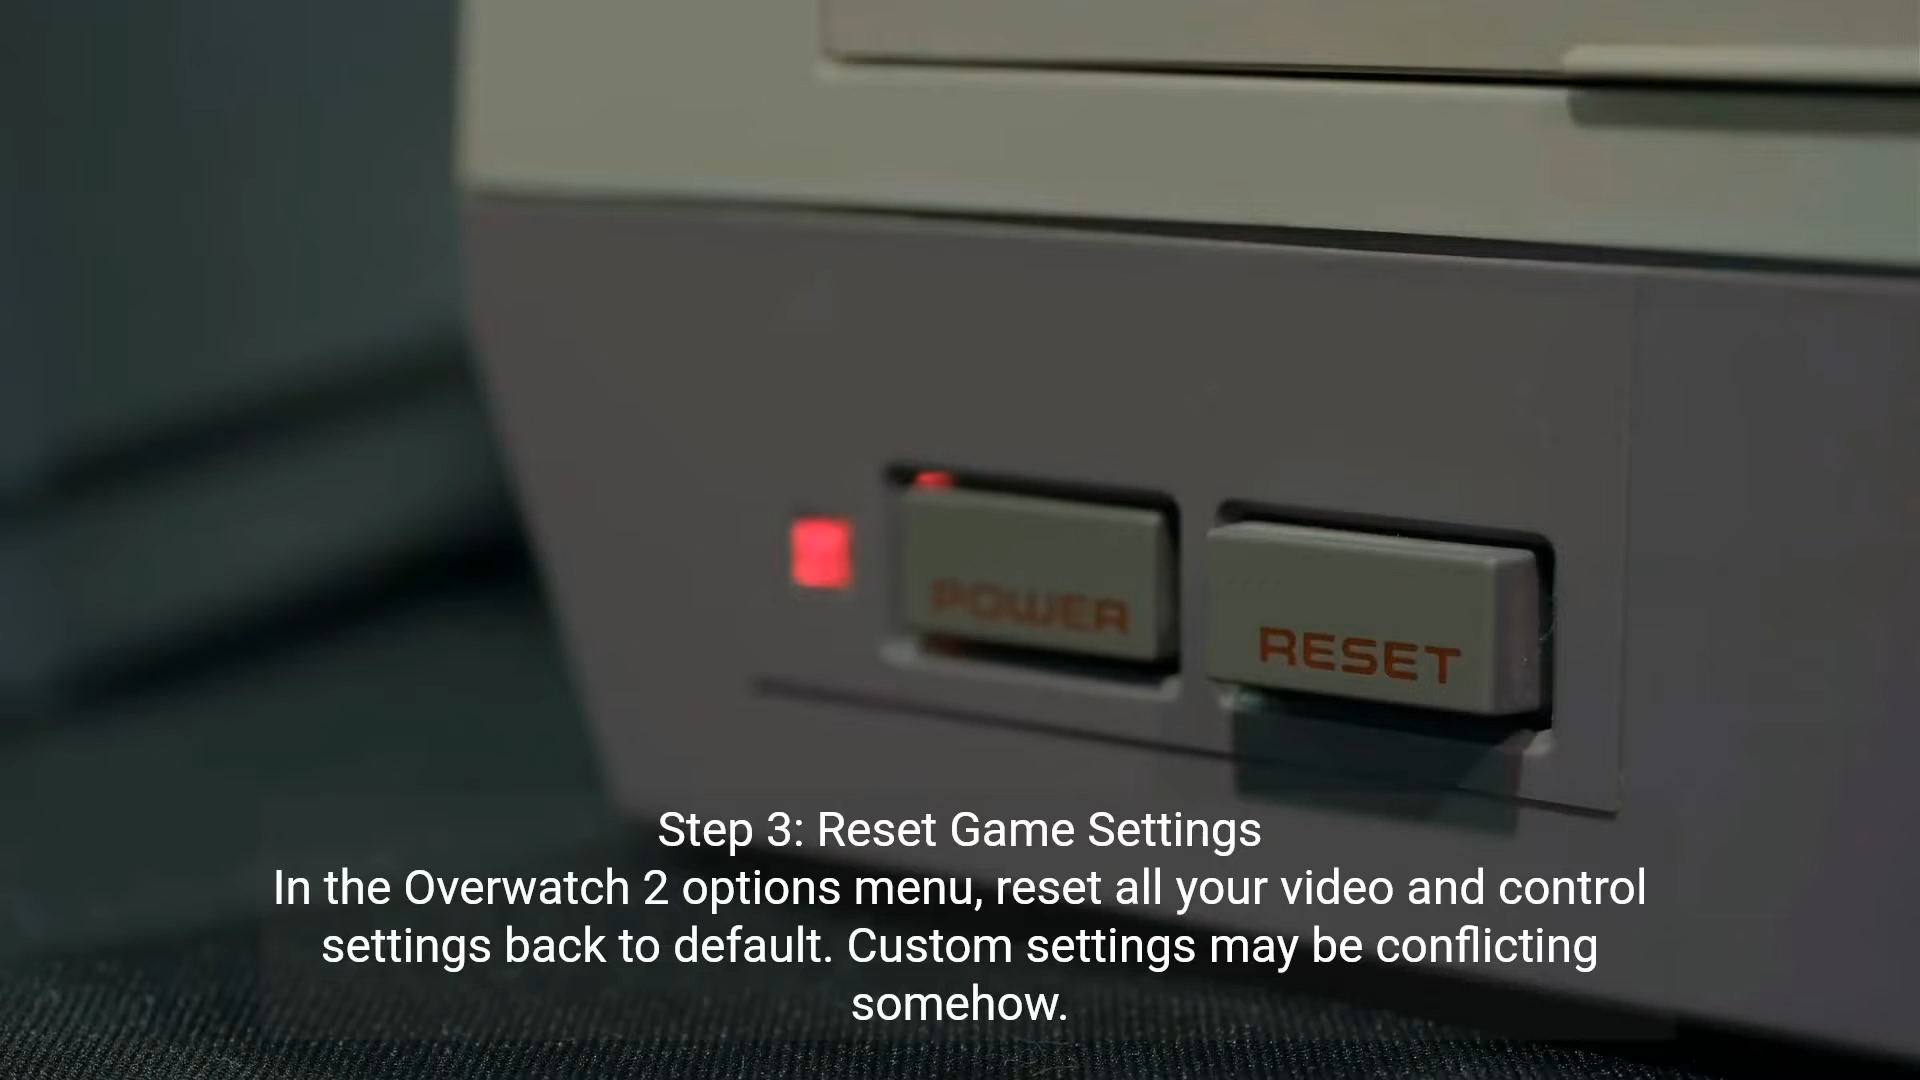 POWER
RESET
Step 3: Reset Game Settings
In the Overwatch 2 options menu, reset all your video and control
settings back to default. Custom settings may be conflicting
somehow.